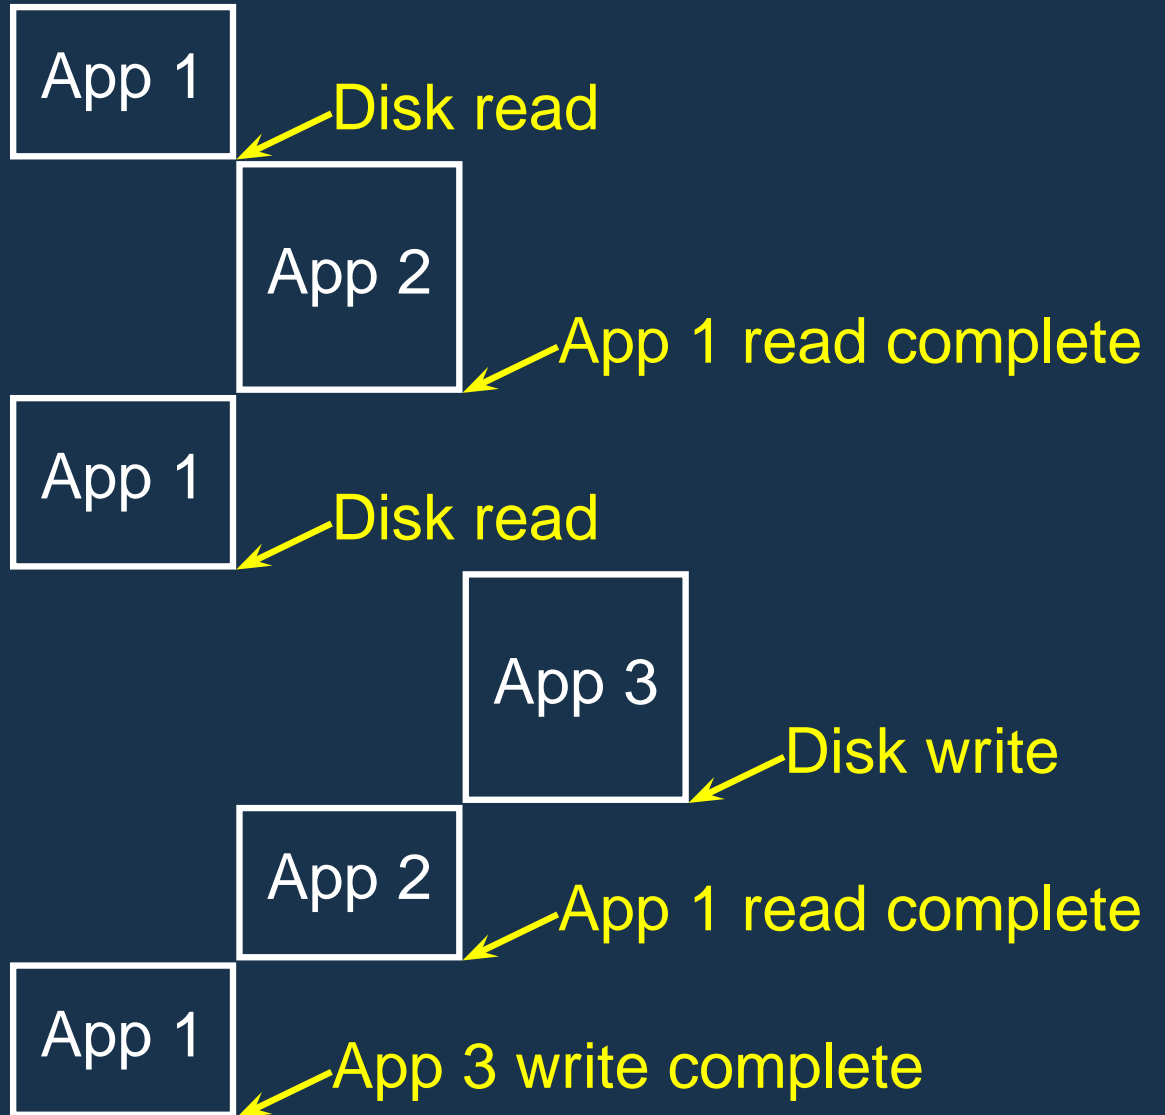 App 1
Disk read
App 2
App 1 read complete
App 1
Disk read
App 3
Disk write
App 2
App 1 read complete
App 1
App 3 write complete